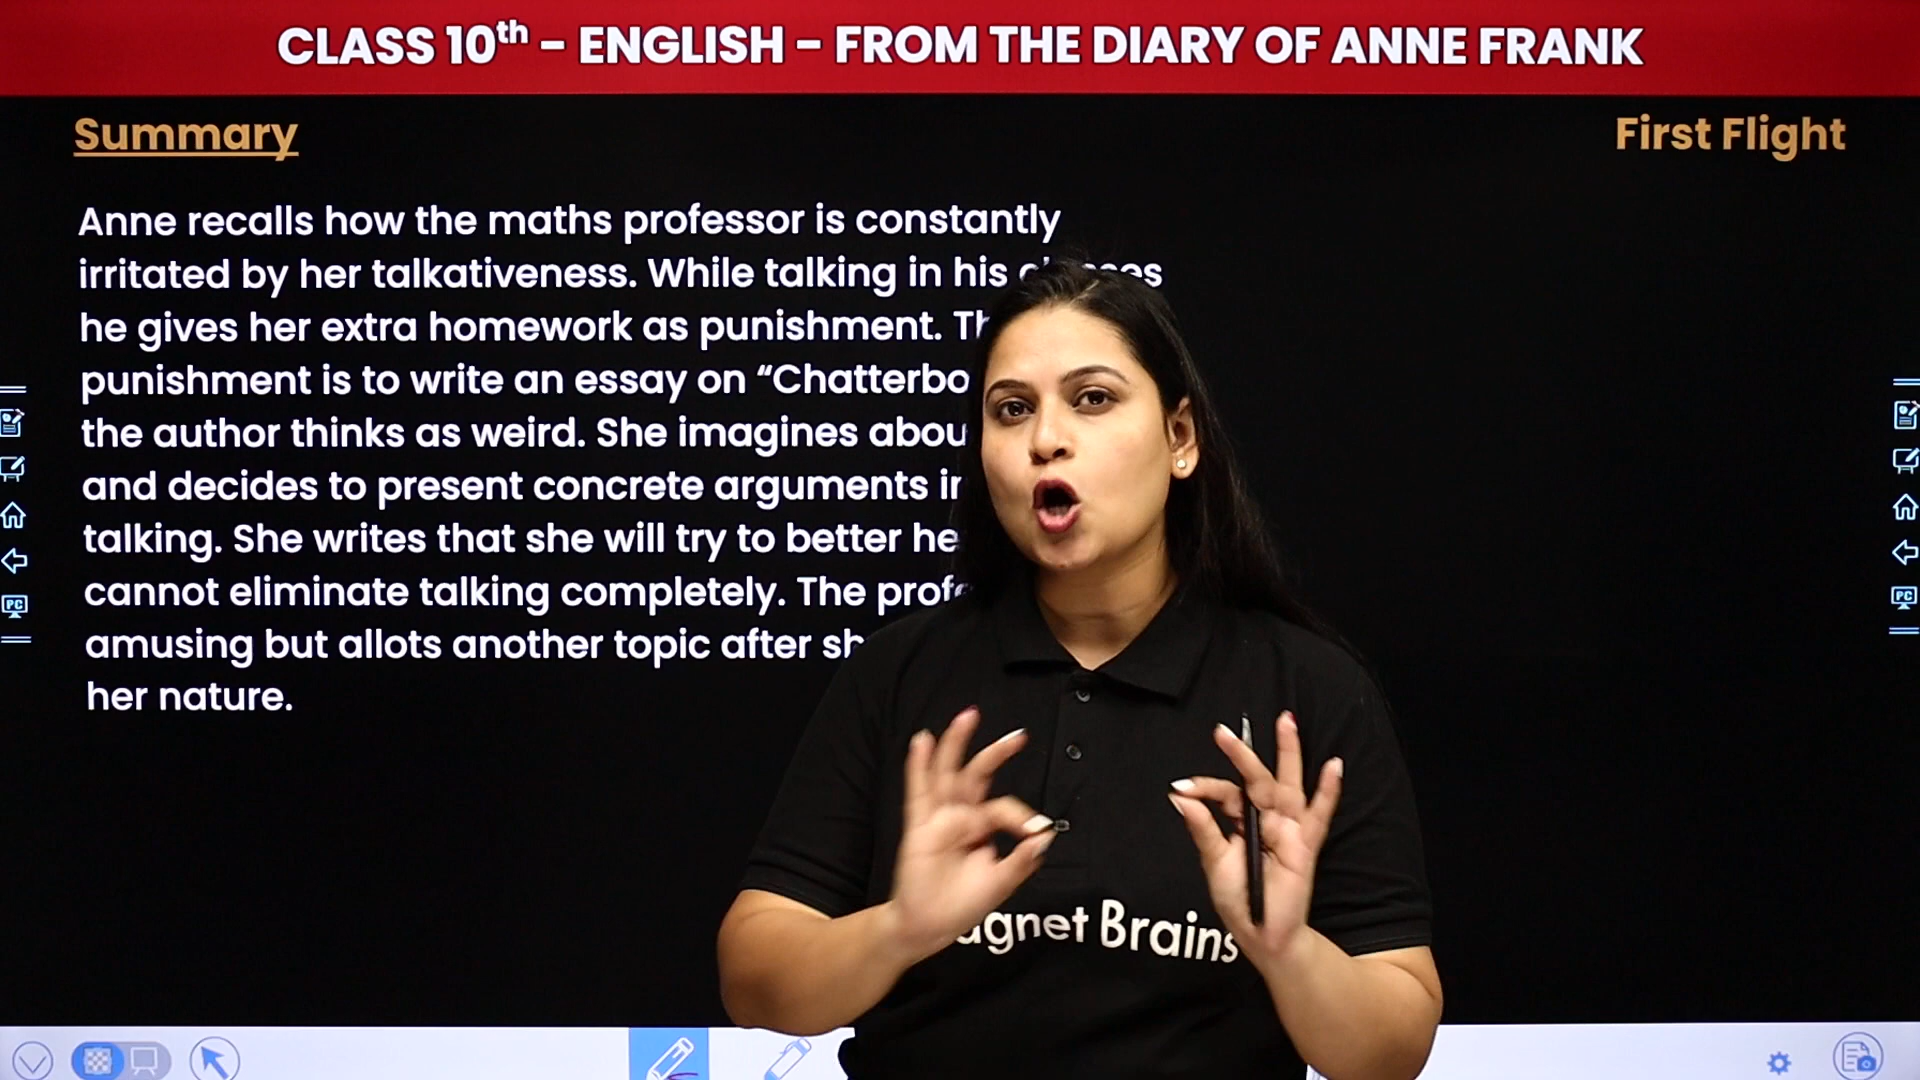 CLASS 10th - ENGLISH - FROM THE DIARY OF ANNE FRANK
Summary
First Flight
Anne recalls how the maths professor is constantly
irritated by her talkativeness. While talking in his
he gives her extra homework as punishment.
punishment is to write an essay on
the author thinks as weird. She imagines
and decides to present concrete arguments
talking. She writes that she will try to better
cannot eliminate talking completely. The
amusing but allots another topic after
her nature.
PC
PC
Brains